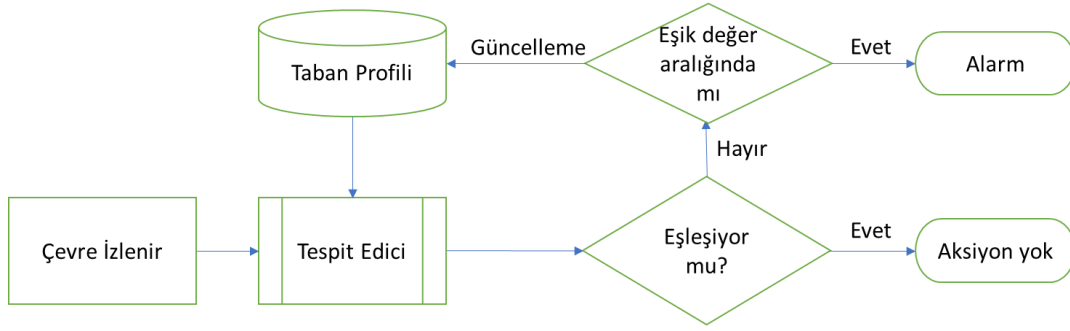 Taban Profili
Güncelleme
Eşik değer
aralığında
mı
Evet
Alarm
Hayır
Çevre İzlenir
Tespit Edici
Eşleşiyor
mu?
Evet
Aksiyon yok